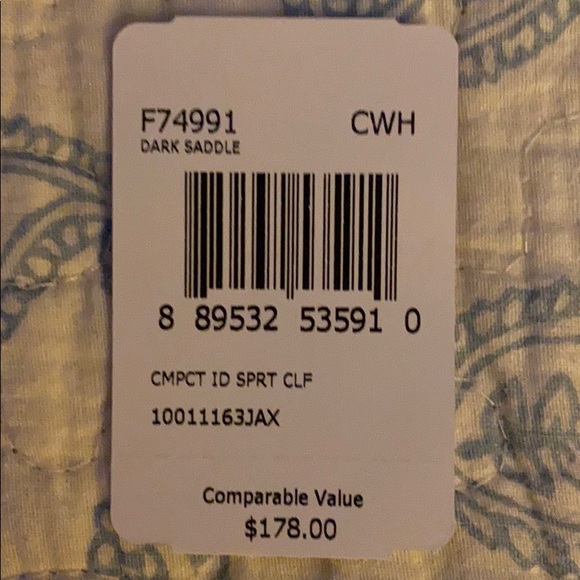 F74991 CWH
DARK SADDLE
8 89532 53591 0
CMPCT ID SPRT CLF
10011163JAX
Comparable Value
$178.00